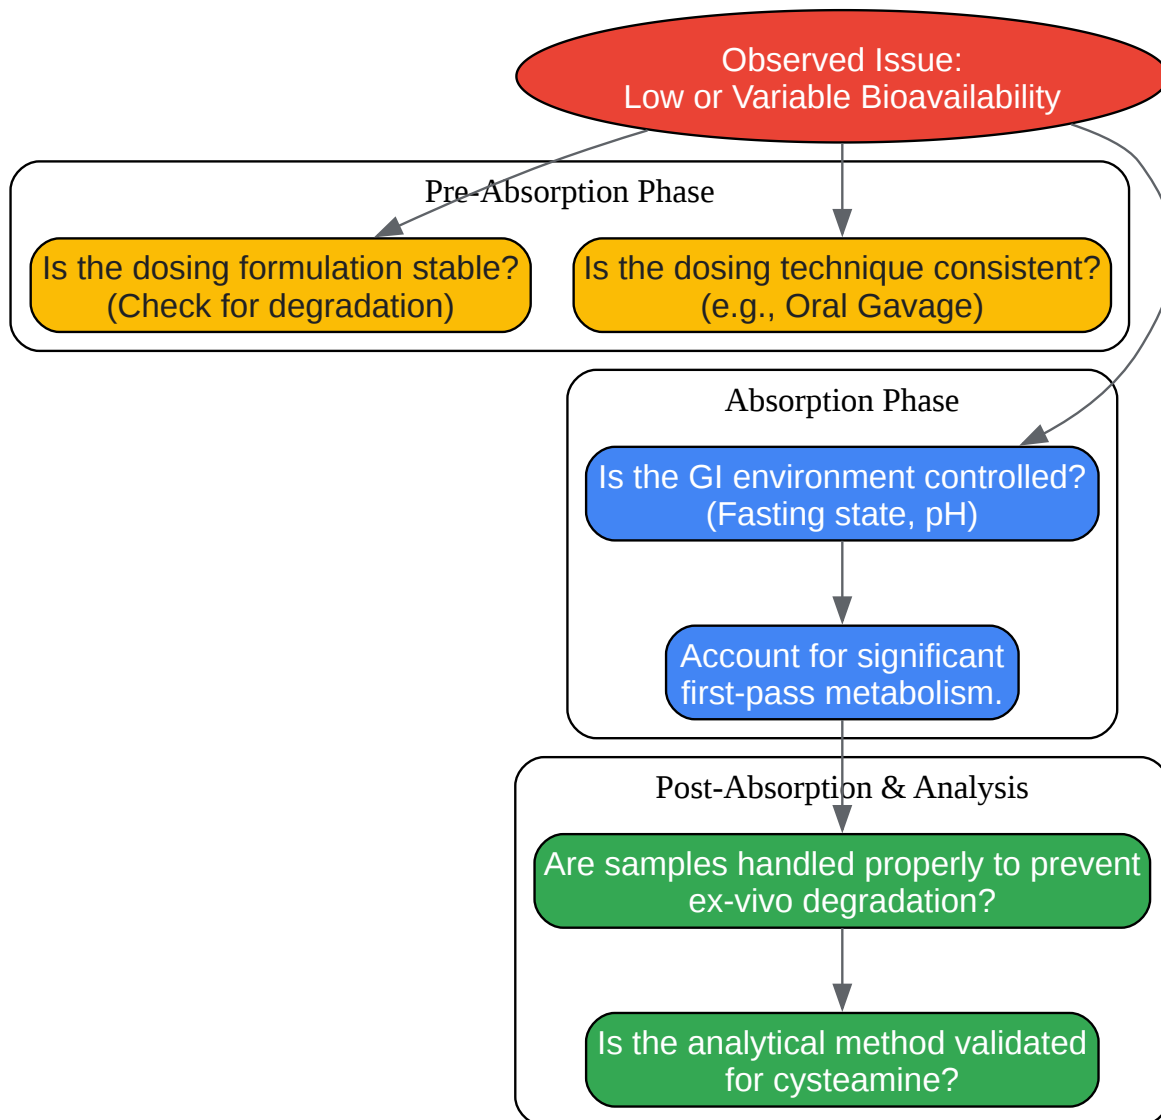 Observed Issue:
Low or Variable Bioavailability
Pre-Absorption Phase
Is the dosing formulation stable?
(Check for degradation)
Is the dosing technique consistent?
(e.g., Oral Gavage)
Absorption Phase
Is the GI environment controlled?
(Fasting state, pH)
Account for significant
first-pass metabolism.
Post-Absorption & Analysis
Are samples handled properly to prevent
ex-vivo degradation?
Is the analytical method validated
for cysteamine?